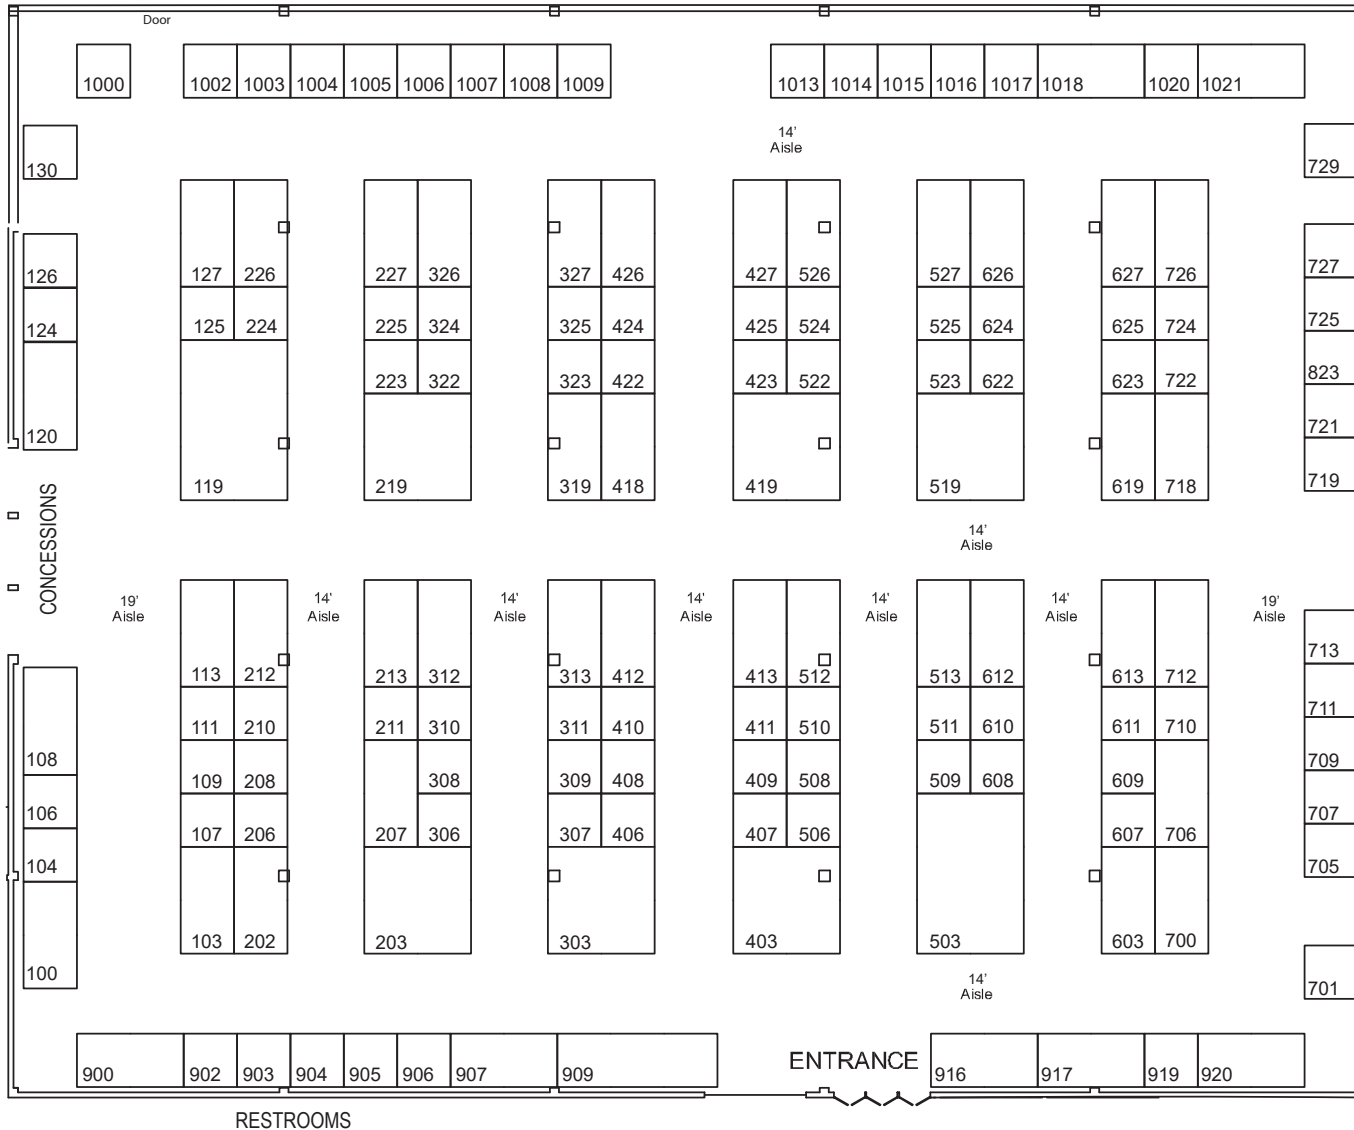 Door
1000 1002 1003 1004 1005 1006 1007 1008 1009 1013 1014 1015 1016 1017 1018 1020 1021
14'
Aisle
130 729
127 226 227 326 327 426 427 526 527 626 627 726 727
126
125 224 225 324 325 424 425 524 525 624 625 724 725
124
223 322 323 422 423 522 523 622 623 722 823
120 721
119 219 319 418 419 519 619 718 719
CONCESSIONS
14'
Aisle
19'
Aisle
14'
Aisle
14'
Aisle
14'
Aisle
14'
Aisle
14'
Aisle
19'
Aisle
113 212 213 312 313 412 413 512 513 612 613 712 713
111 210 211 310 311 410 411 510 511 610 611 710 711
108 709
109 208 308 309 408 409 508 509 608 609
106 707
107 206 207 306 307 406 407 506 607 706
104 705
103 202 203 303 403 503 603 700
100 701
14'
Aisle
ENTRANCE
900 902 903 904 905 906 907 909 916 917 919 920
RESTROOMS